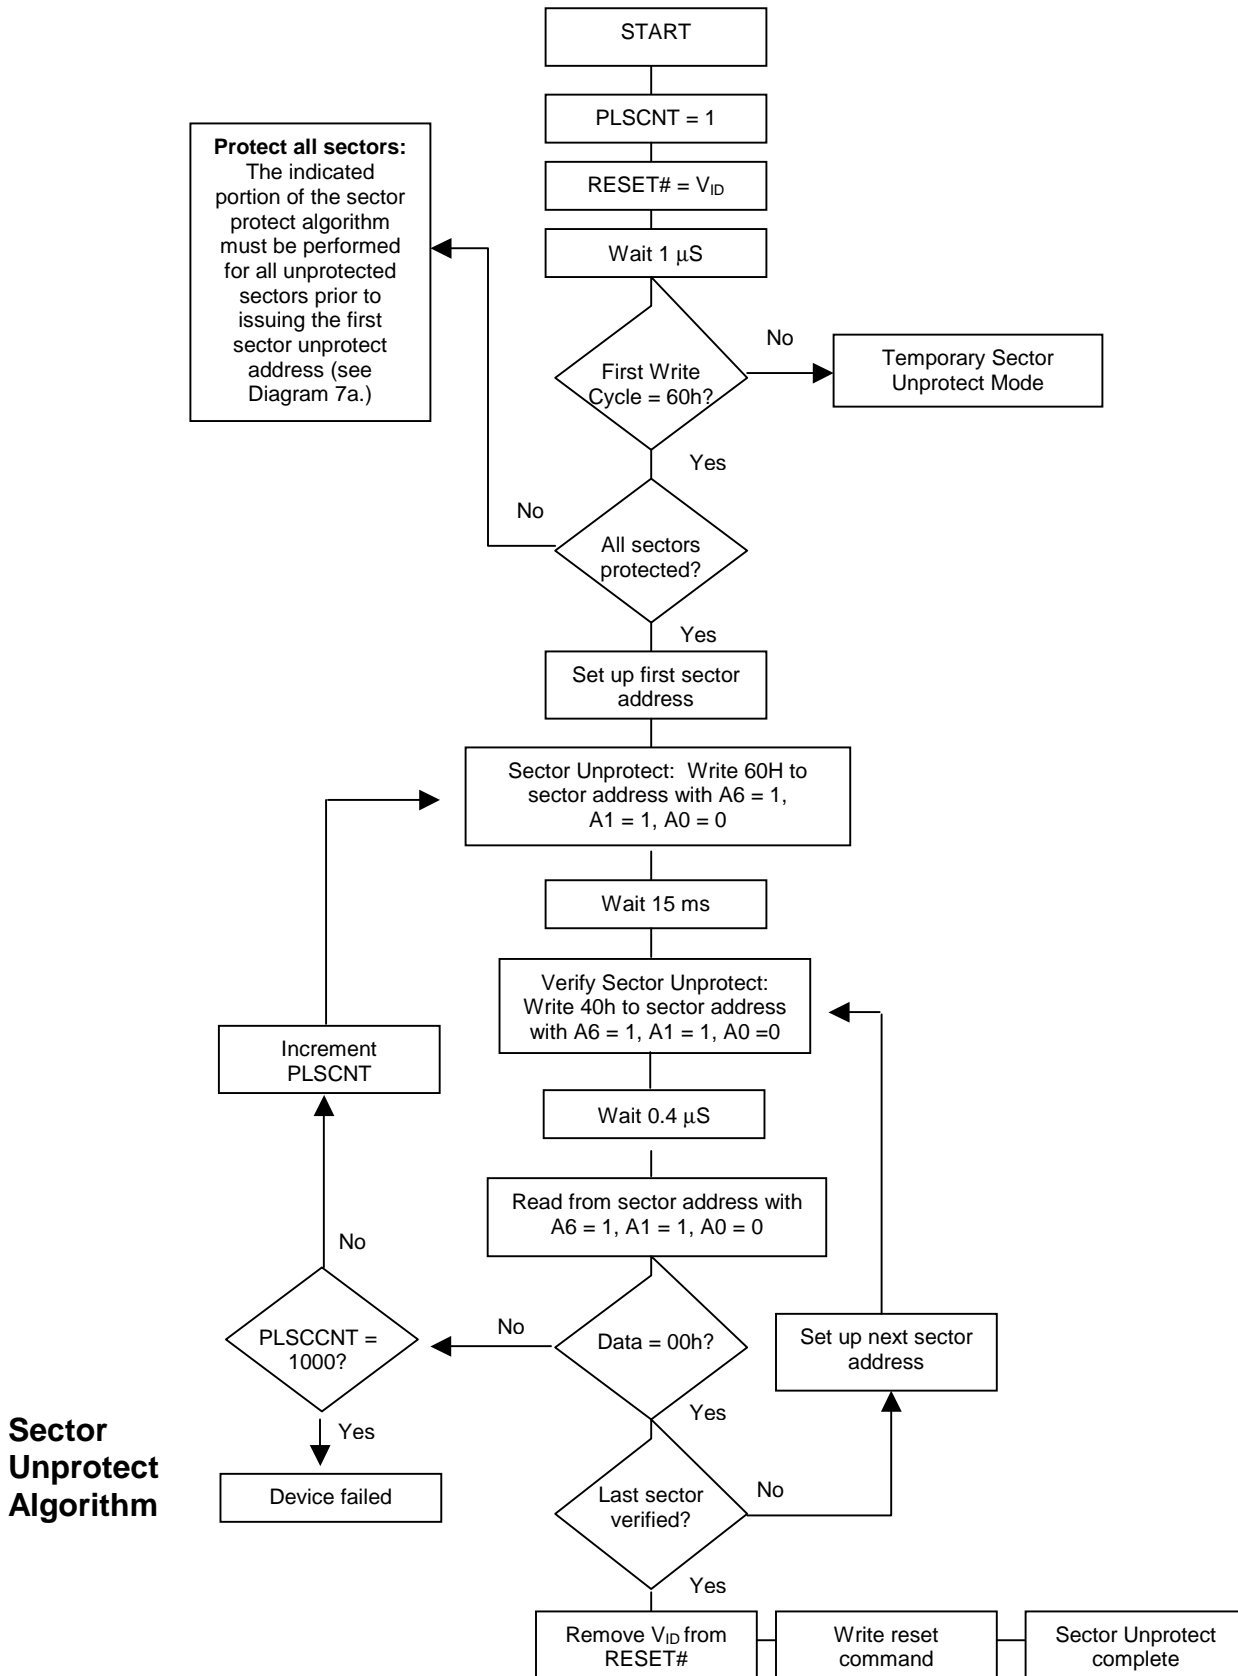 START
PLSCNT = 1
Protect all sectors:
The indicated
portion of the sector
protect algorithm
must be performed
for all unprotected
sectors prior to
issuing the first
sector unprotect
address (see
Diagram 7a.)
RESET# = VID
Wait 1 μS
No
First Write
Cycle = 60h?
Temporary Sector
Unprotect Mode
Yes
No
All sectors
protected?
Yes
Set up first sector
address
Sector Unprotect: Write 60H to
sector address with A6 = 1,
A1 = 1, A0 = 0
Wait 15 ms
Verify Sector Unprotect:
Write 40h to sector address
with A6 = 1, A1 = 1, A0 =0
Increment
PLSCNT
Wait 0.4 μS
Read from sector address with
A6 = 1, A1 = 1, A0 = 0
No
PLSCCNT =
1000?
No
Data = 00h?
Set up next sector
address
Yes
Yes
Sector
Unprotect
Algorithm
Device failed
Last sector
verified?
No
Yes
Remove VID from
RESET#
Write reset
command
Sector Unprotect
complete